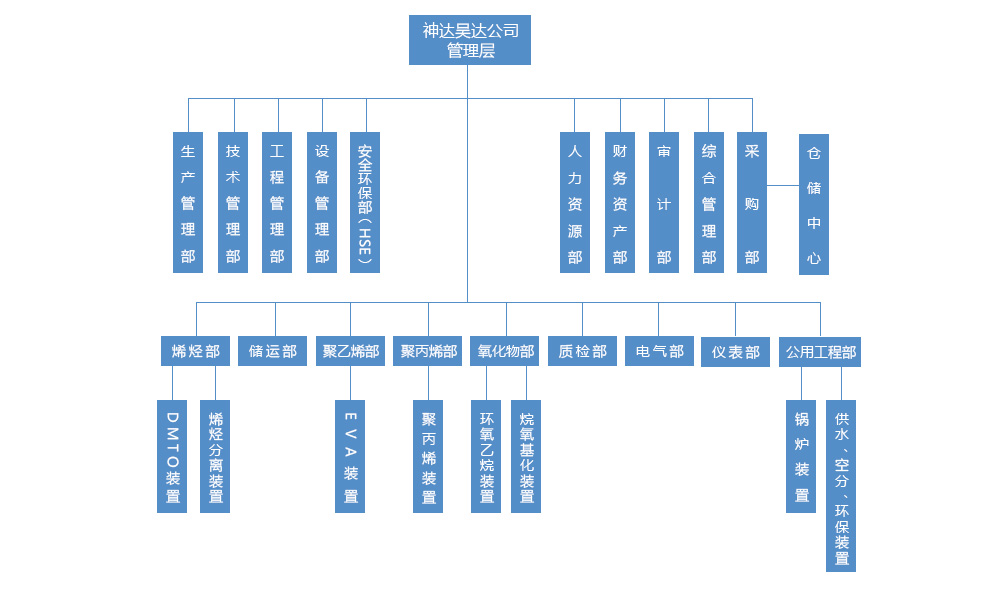 神达昊达公司
管理层
生产管理部
技术管理部
工程管理部
设备管理部
安全环保部（HSE）
人力资源部
财务资产部
审计部
综合管理部
采购部
仓储中心
烯烃部
储运部
聚乙烯部
聚丙烯部
氧化物部
质检部
电气部
仪表部
公用工程部
DMTO装置
烯烃分离装置
EVA装置
聚丙烯装置
环氧乙烷装置
烷氧基化装置
锅炉装置
供水、空分、环保装置